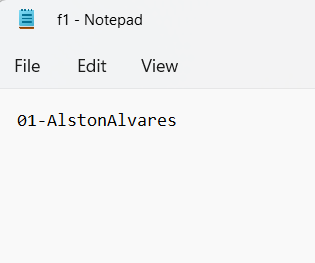 f1 - Notepad
File Edit View
01-AlstonAlvares